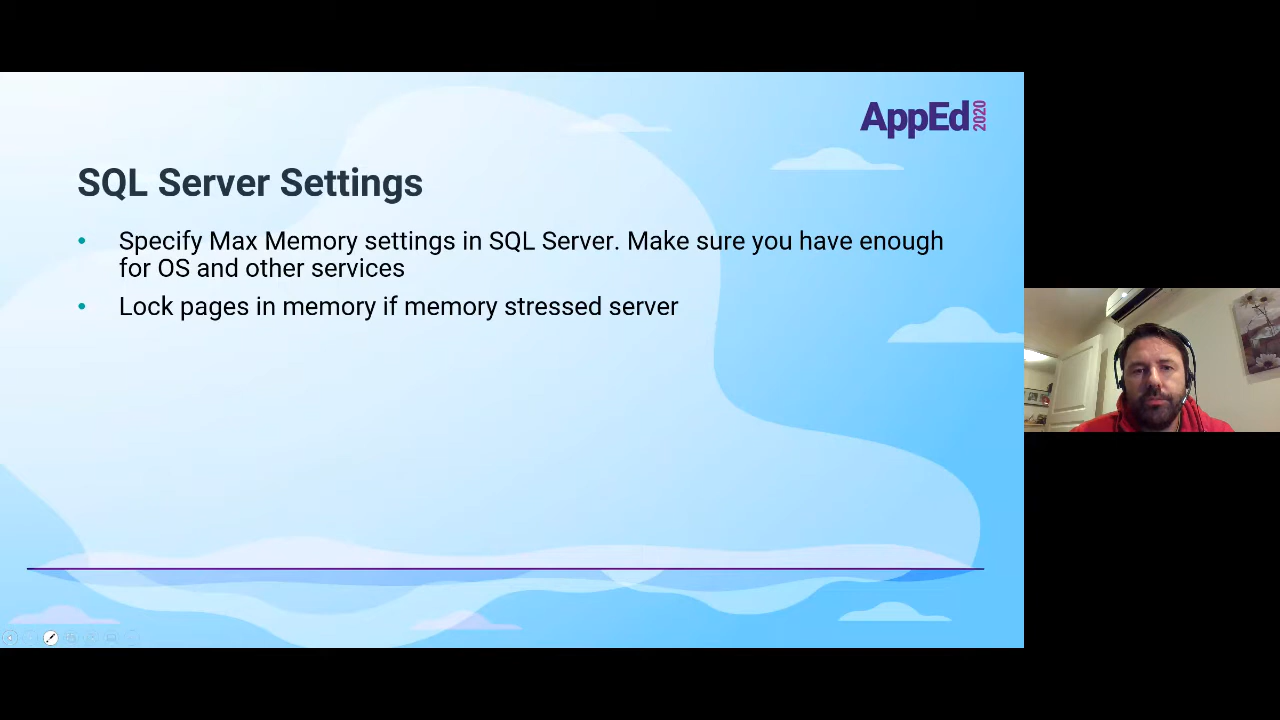 AppEd 2020
SQL Server Settings
• Specify Max Memory settings in SQL Server. Make sure you have enough
for OS and other services
• Lock pages in memory if memory stressed server